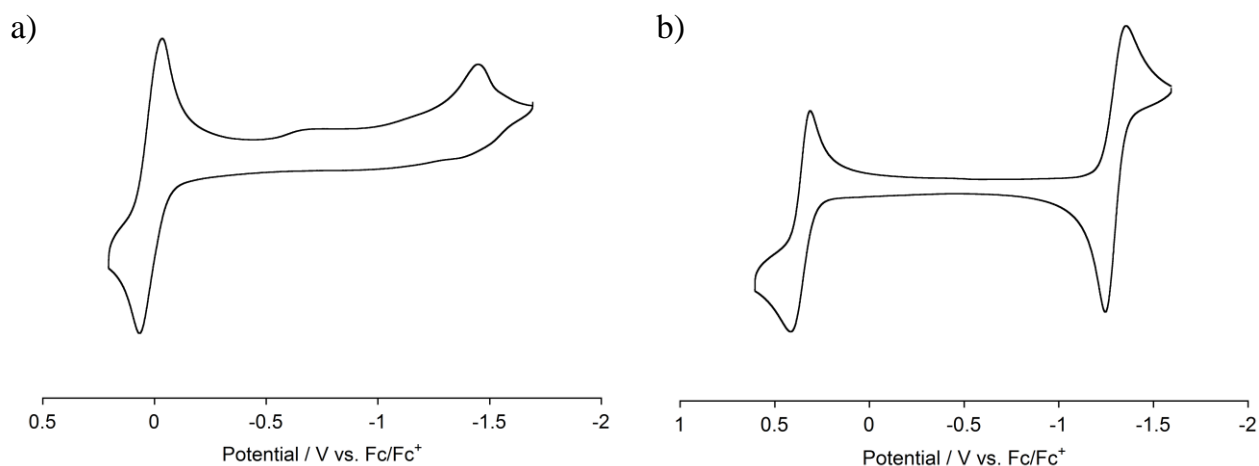 a)
b)
0.5 0 -0.5 -1 -1.5 -2
Potential / V vs. Fc/Fc⁺
1 0.5 0 -0.5 -1 -1.5 -2
Potential / V vs. Fc/Fc⁺